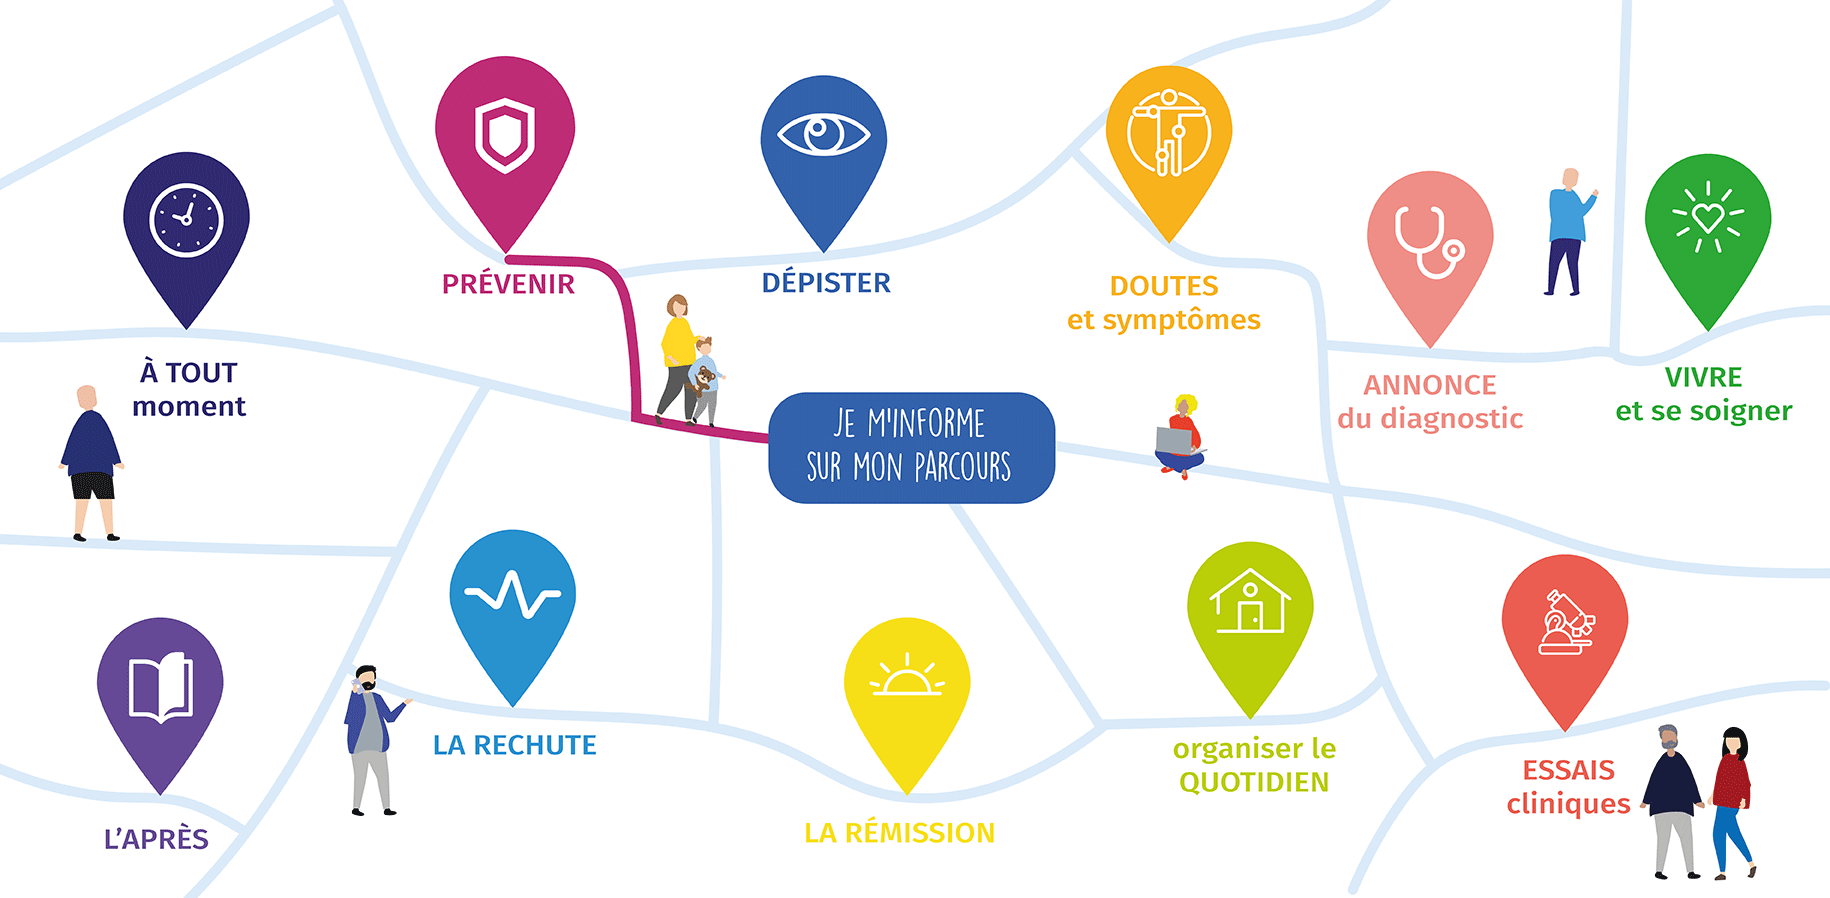 PRÉVENIR
DÉPISTER
DOUTES
et symptômes
À TOUT
moment
ANNONCE
du diagnostic
VIVRE
et se soigner
JE M'INFORME
SUR MON PARCOURS
LA RECHUTE
organiser le
QUOTIDIEN
ESSAIS
cliniques
L'APRÈS
LA RÉMISSION